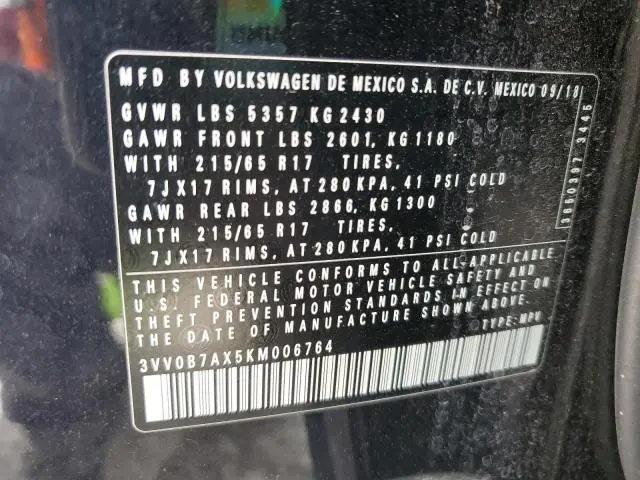 MFD BY VOLKSWAGEN DE MEXICO S.A. DE C.V. MEXICO 09/18
GVWR LBS 5357 KG 2430
GAWR FRONT LBS 2601, KG 1180
WITH 215/65 R17 TIRES,
7JX17 RIMS, AT 280 KPA, 41 PSI COLD
GAWR REAR LBS 2866, KG 1300
WITH 215/65 R17 TIRES,
7JX17 RIMS, AT 280 KPA, 41 PSI COLD
THIS VEHICLE CONFORMS TO ALL APPLICABLE
U.S. FEDERAL MOTOR VEHICLE SAFETY AND
THEFT PREVENTION STANDARDS IN EFFECT ON
THE DATE OF MANUFACTURE SHOWN ABOVE.
TYPE: MPV
3VV0B7AX5KM006764
3650397 3445